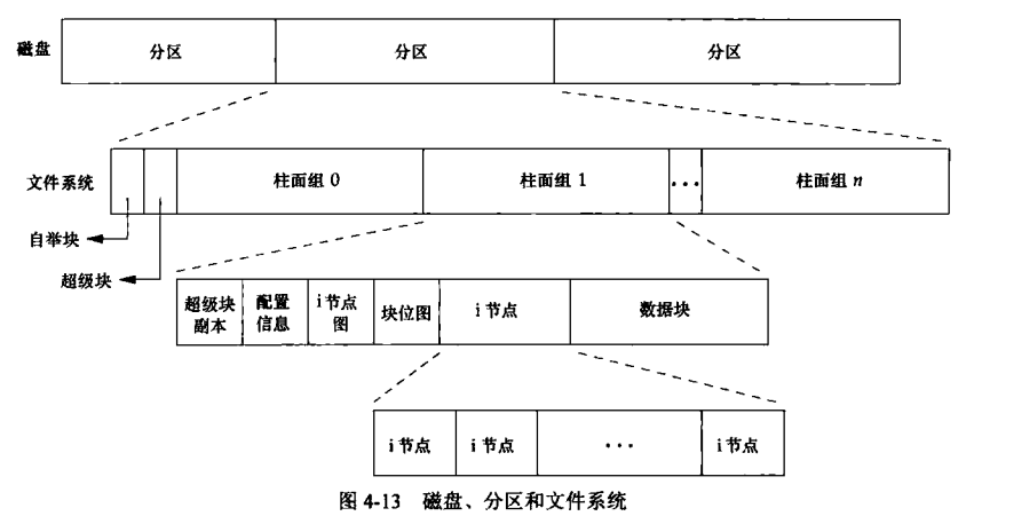 磁盘
分区
分区
分区
文件系统
柱面组 0
柱面组 1
...
柱面组 n
自举块
超级块
超级块
副本
配置
信息
i 节点
图
块位图
i 节点
数据块
i 节点
i 节点
...
i 节点
图 4-13 磁盘、分区和文件系统